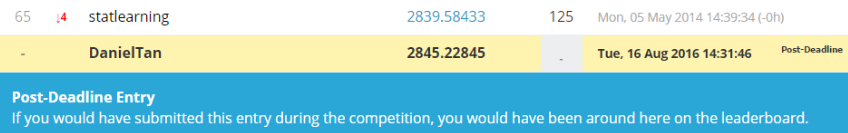 65 ↓4 statlearning 2839.58433 125 Mon, 05 May 2014 14:39:34 (-0h)
- DanielTan 2845.22845 - Tue, 16 Aug 2016 14:31:46 Post-Deadline
Post-Deadline Entry
If you would have submitted this entry during the competition, you would have been around here on the leaderboard.